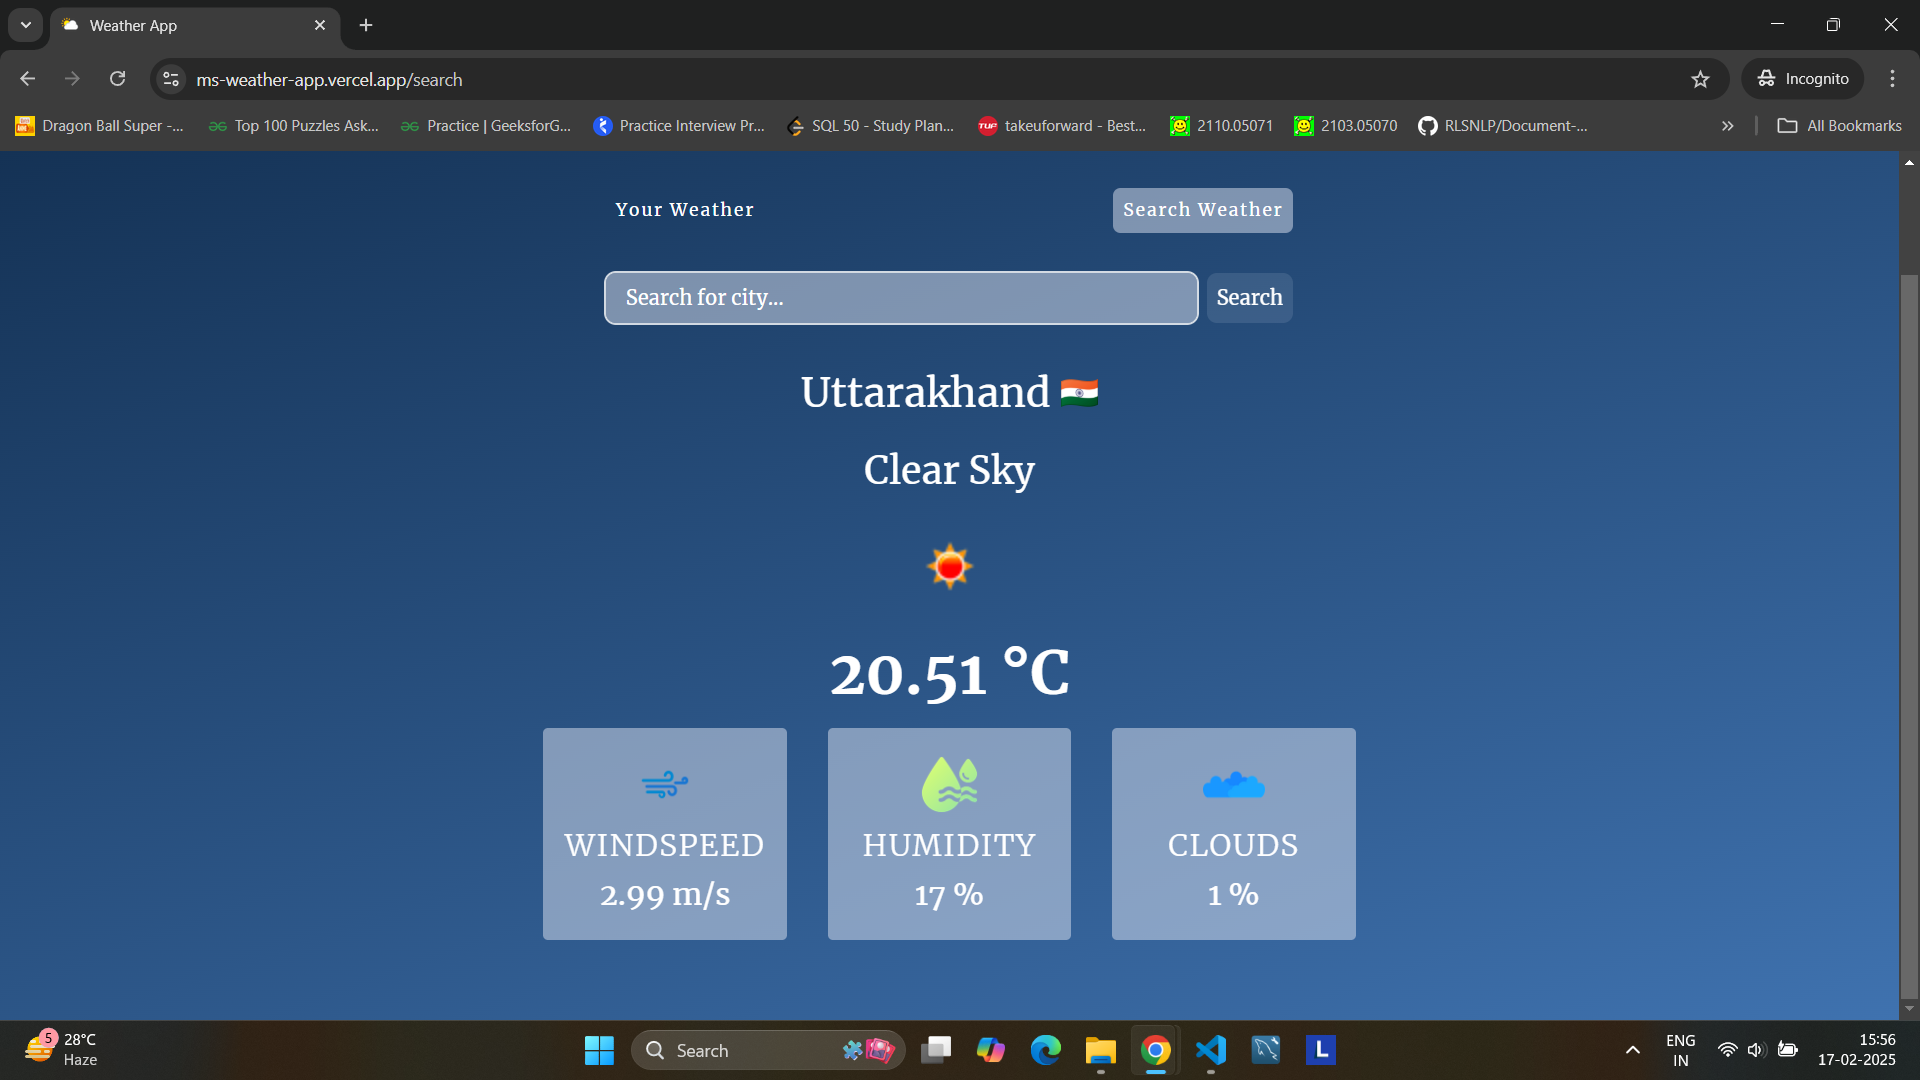 Weather App
ms-weather-app.vercel.app/search
Incognito
Dragon Ball Super -...
Top 100 Puzzles Ask...
Practice | GeeksforG...
Practice Interview Pr...
SQL 50 - Study Plan...
TUF
takeuforward - Best...
2110.05071
2103.05070
RLSNLP/Document-...
All Bookmarks
Your Weather
Search Weather
Search for city...
Search
Uttarakhand
Clear Sky
20.51 °C
WINDSPEED
2.99 m/s
HUMIDITY
17 %
CLOUDS
1 %
5
28°C
Haze
Search
L
ENG
IN
15:56
17-02-2025